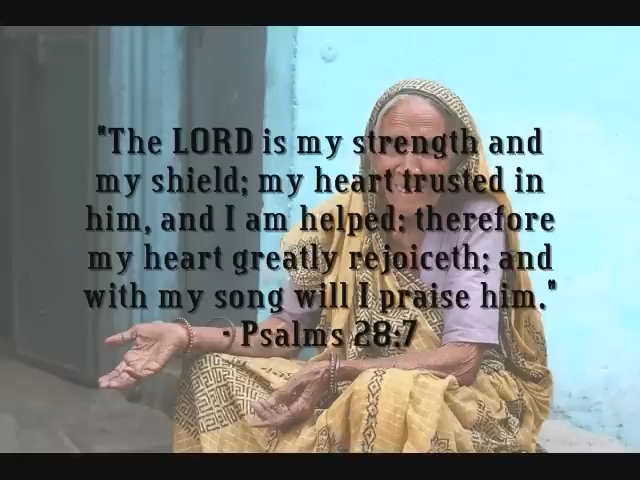 "The LORD is my strength and
my shield; my heart trusted in
him, and I am helped: therefore
my heart greatly rejoiceth; and
with my song will I praise him."
- Psalms 28:7